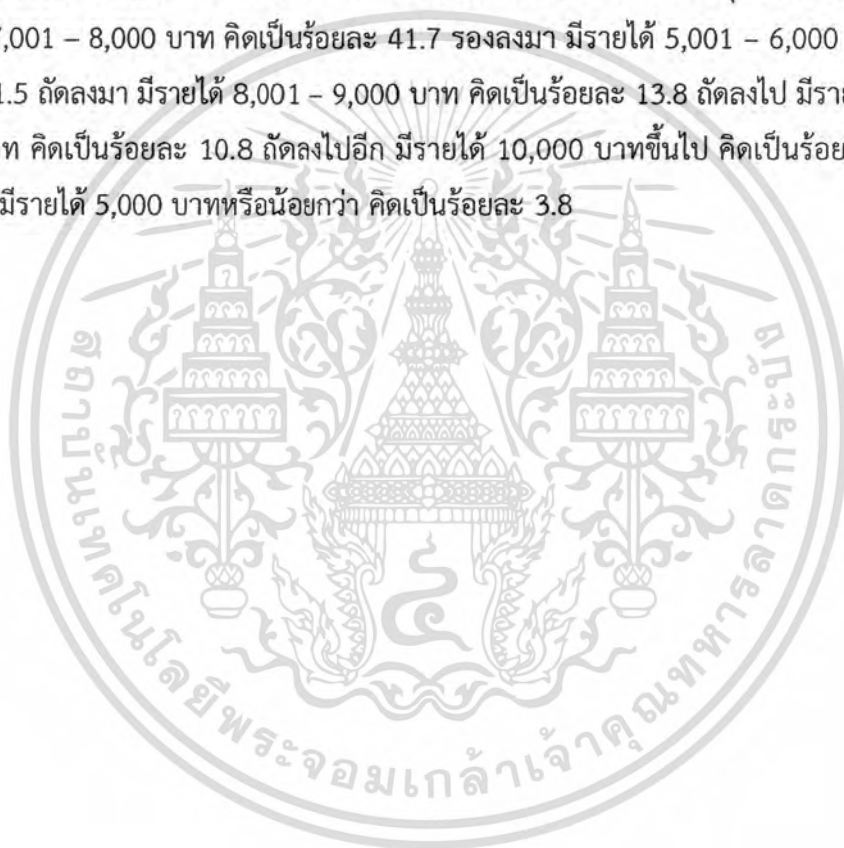 7,001 – 8,000 บาท คิดเป็นร้อยละ 41.7 รองลงมา มีรายได้ 5,001 – 6,000
1.5 ถัดลงมา มีรายได้ 8,001 – 9,000 บาท คิดเป็นร้อยละ 13.8 ถัดลงไป มีราย
ท คิดเป็นร้อยละ 10.8 ถัดลงไปอีก มีรายได้ 10,000 บาทขึ้นไป คิดเป็นร้อย
มีรายได้ 5,000 บาทหรือน้อยกว่า คิดเป็นร้อยละ 3.8
สถาบันเทคโนโลยีพระจอมเกล้าเจ้าคุณทหารลาดกระบัง